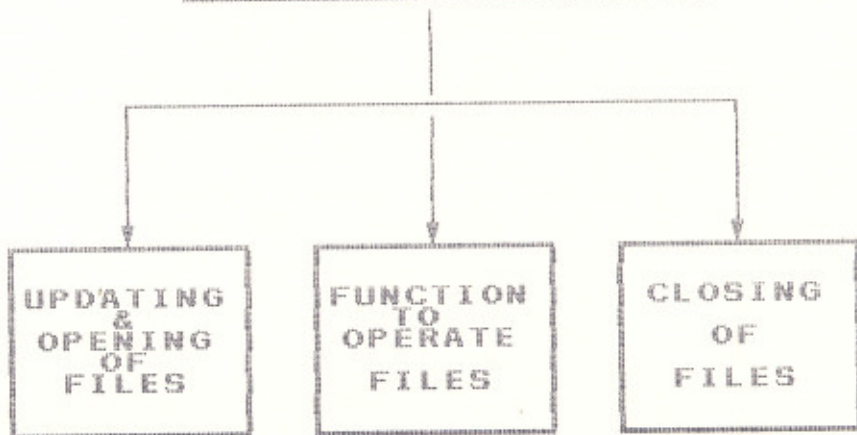 UPDATING
&
OPENING
OF
FILES
FUNCTION
TO
OPERATE
FILES
CLOSING
OF
FILES